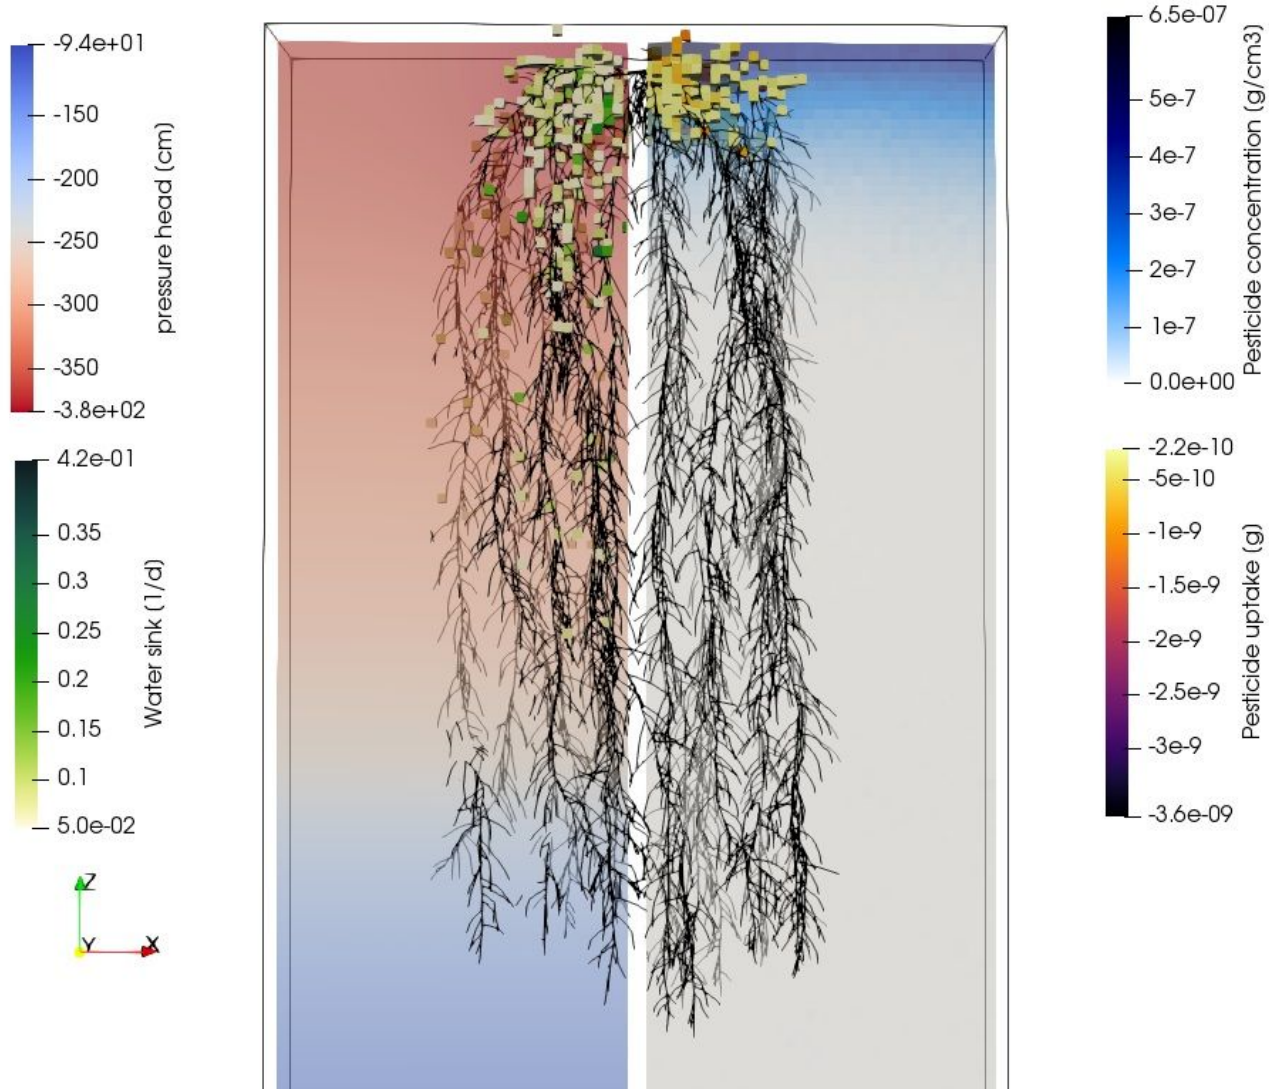 -9.4e+01
-150
-200
-250
-300
-350
-3.8e+02
pressure head (cm)
4.2e-01
0.35
0.3
0.25
0.2
0.15
0.1
5.0e-02
Water sink (1/d)
Z
Y
X
6.5e-07
5e-7
4e-7
3e-7
2e-7
1e-7
0.0e+00
Pesticide concentration (g/cm3)
-2.2e-10
-5e-10
-1e-9
-1.5e-9
-2e-9
-2.5e-9
-3e-9
-3.6e-09
Pesticide uptake (g)